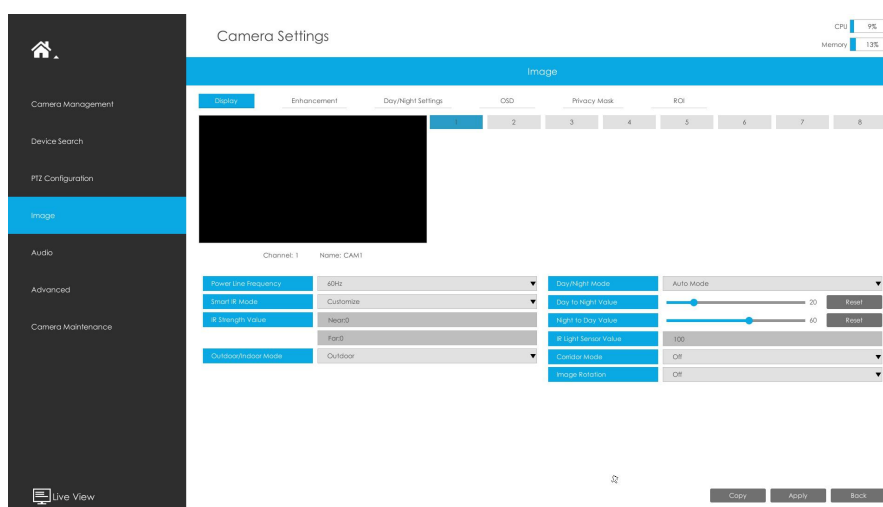 Camera Settings
CPU 9%
Memory 13%
Image
Display Enhancement Day/Night Settings OSD Privacy Mask ROI
1 2 3 4 5 6 7 8
Camera Management
Device Search
PTZ Configuration
Image
Audio
Advanced
Camera Maintenance
Live View
Channel: 1 Name: CAM1
Power Line Frequency 60Hz
Smart IR Mode Customize
IR Strength Value Near:0
Far:0
Outdoor/Indoor Mode Outdoor
Day/Night Mode Auto Mode
Day to Night Value 20 Reset
Night to Day Value 60 Reset
IR Light Sensor Value 100
Corridor Mode Off
Image Rotation Off
Copy Apply Back